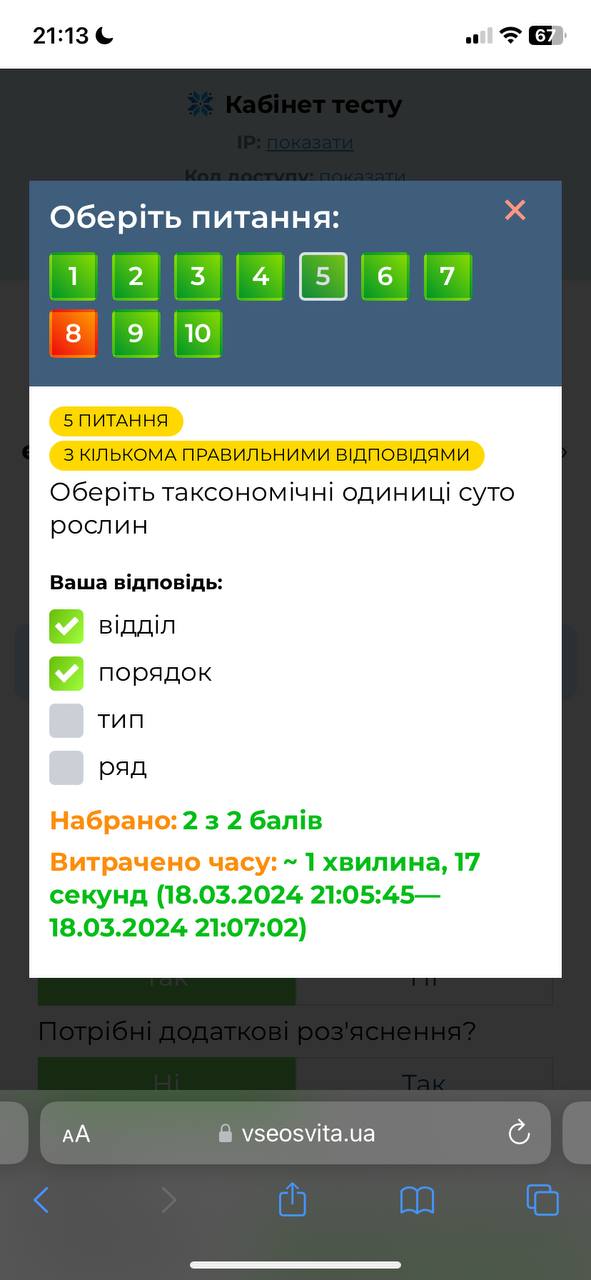 21:13
67
Кабінет тесту
IP: показати
Код доступу: показати
Оберіть питання:
1 2 3 4 5 6 7
8 9 10
5 ПИТАННЯ
З КІЛЬКОМА ПРАВИЛЬНИМИ ВІДПОВІДЯМИ
Оберіть таксономічні одиниці суто
рослин
Ваша відповідь:
відділ
порядок
тип
ряд
Набрано: 2 з 2 балів
Витрачено часу: ~ 1 хвилина, 17
секунд (18.03.2024 21:05:45—
18.03.2024 21:07:02)
Так Ні
Потрібні додаткові роз'яснення?
Ні Так
AA vseosvita.ua